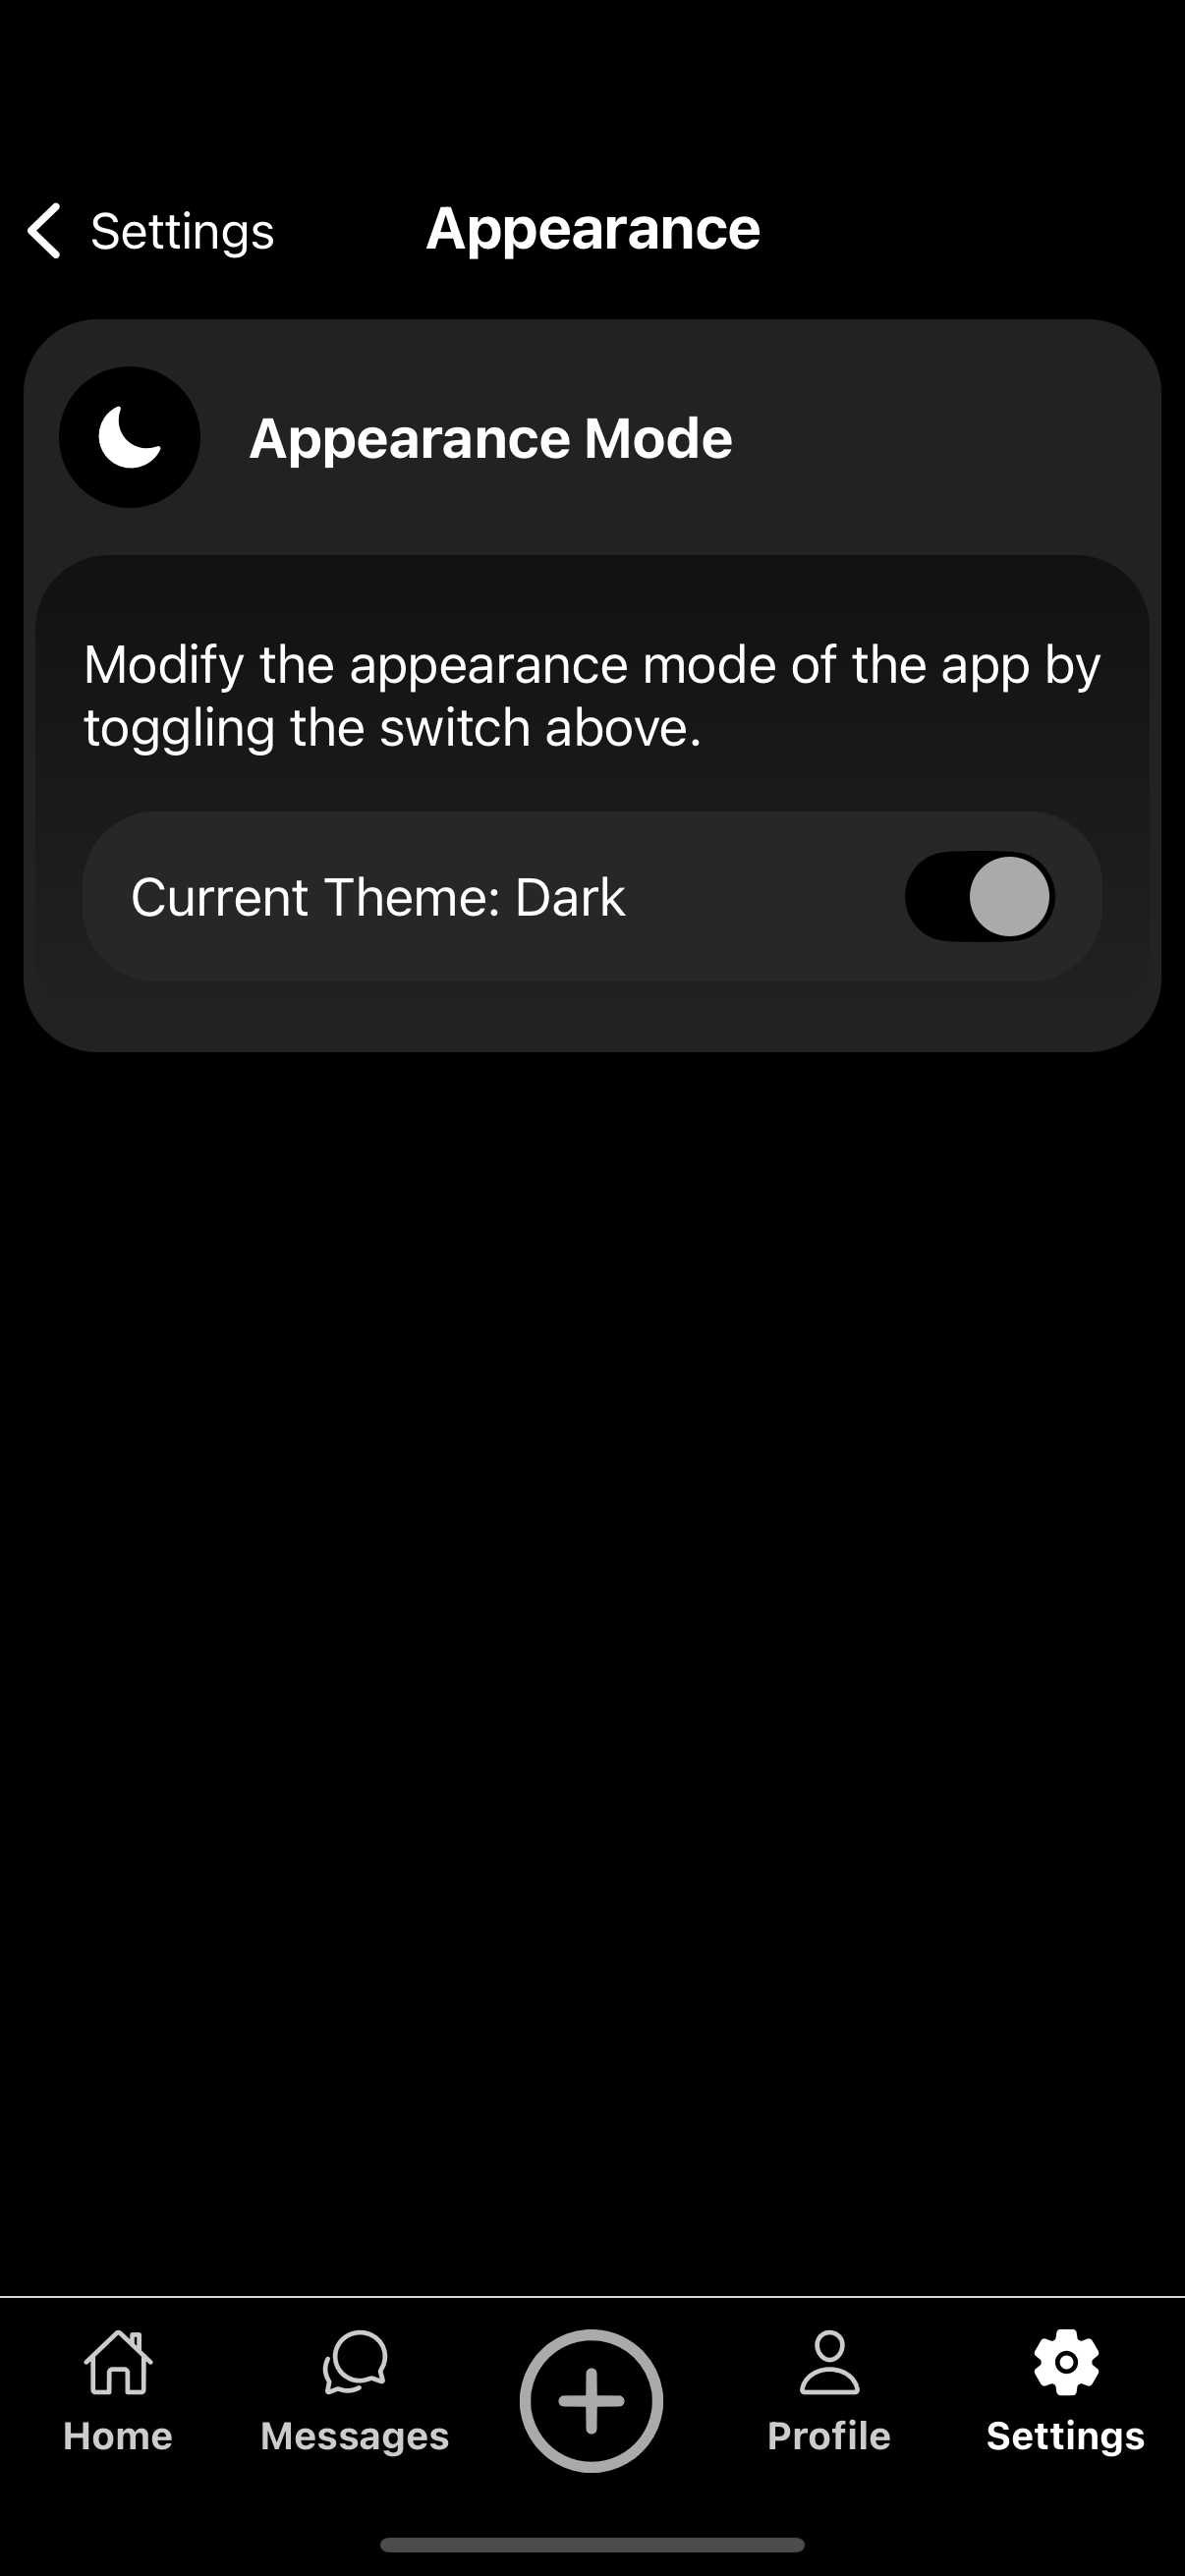 Settings
Appearance
Appearance Mode
Modify the appearance mode of the app by
toggling the switch above.
Current Theme: Dark
Home
Messages
Profile
Settings